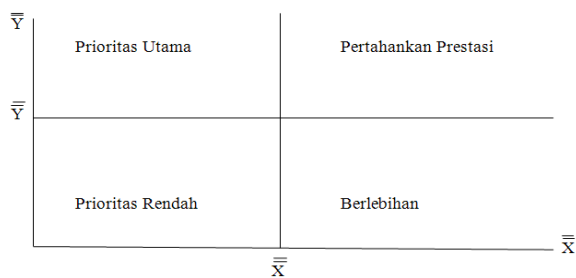 Y̿
Prioritas Utama
Pertahankan Prestasi
Y̿
Prioritas Rendah
Berlebihan
X̿
X̿